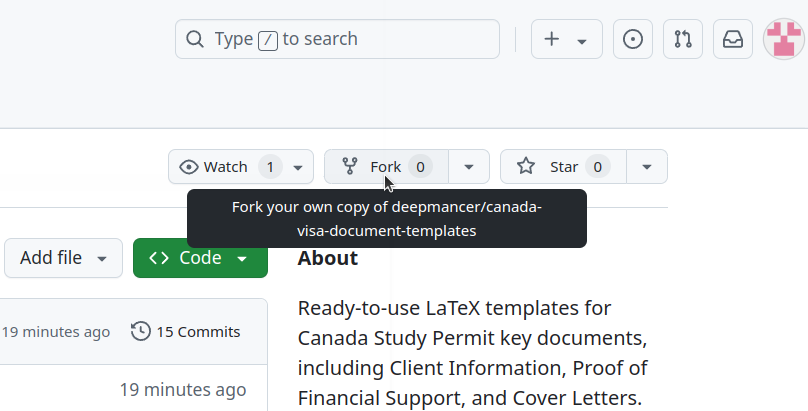 Type / to search
Watch 1
Fork 0
Star 0
Fork your own copy of deepmancer/canada-
visa-document-templates
Add file
Code
About
19 minutes ago
15 Commits
19 minutes ago
Ready-to-use LaTeX templates for
Canada Study Permit key documents,
including Client Information, Proof of
Financial Support, and Cover Letters.